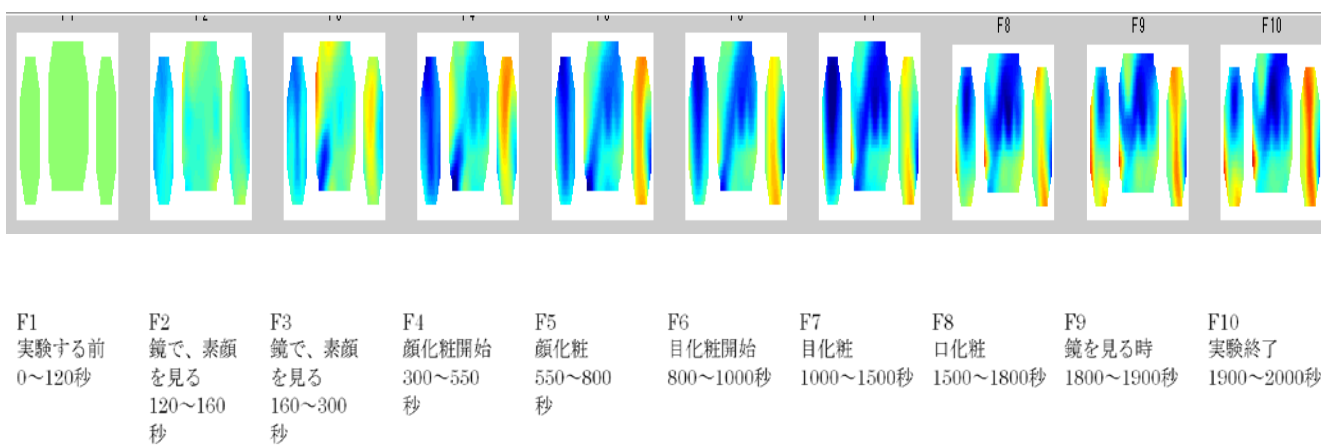 F8
F9
F10
F1
実験する前
0～120秒
F2
鏡で、素顔
を見る
120～160
秒
F3
鏡で、素顔
を見る
160～300
秒
F4
顔化粧開始
300～550
秒
F5
顔化粧
550～800
秒
F6
目化粧開始
800～1000秒
F7
目化粧
1000～1500秒
F8
口化粧
1500～1800秒
F9
鏡を見る時
1800～1900秒
F10
実験終了
1900～2000秒